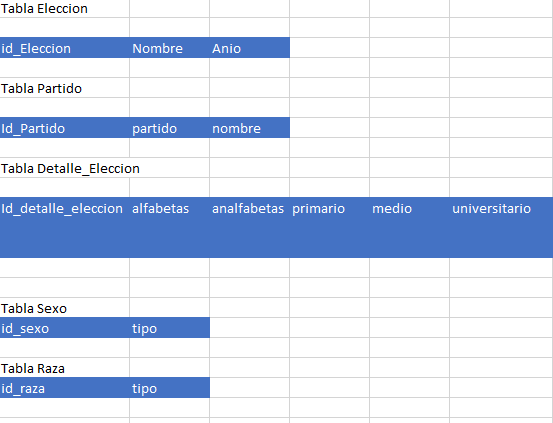 Tabla Eleccion
id_Eleccion Nombre Anio
Tabla Partido
Id_Partido partido nombre
Tabla Detalle_Eleccion
Id_detalle_eleccion alfabetas analfabetas primario medio universitario
Tabla Sexo
id_sexo tipo
Tabla Raza
id_raza tipo